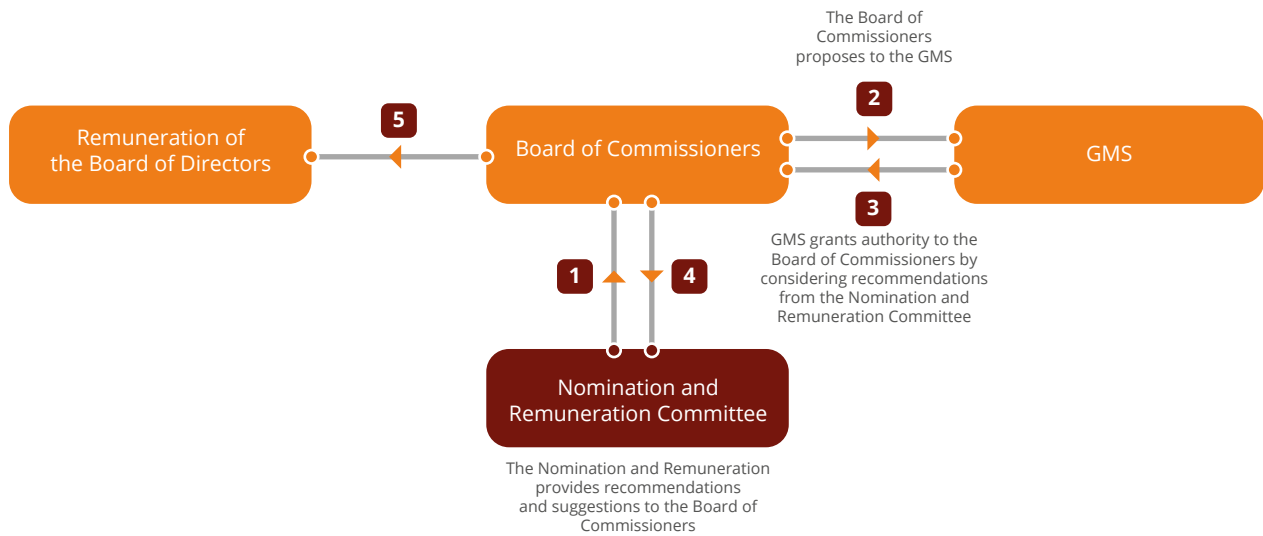 The Board of
Commissioners
proposes to the GMS
2
5
Remuneration of
the Board of Directors
Board of Commissioners
GMS
3
GMS grants authority to the
Board of Commissioners by
considering recommendations
from the Nomination and
Remuneration Committee
1
4
Nomination and
Remuneration Committee
The Nomination and Remuneration
provides recommendations
and suggestions to the Board of
Commissioners